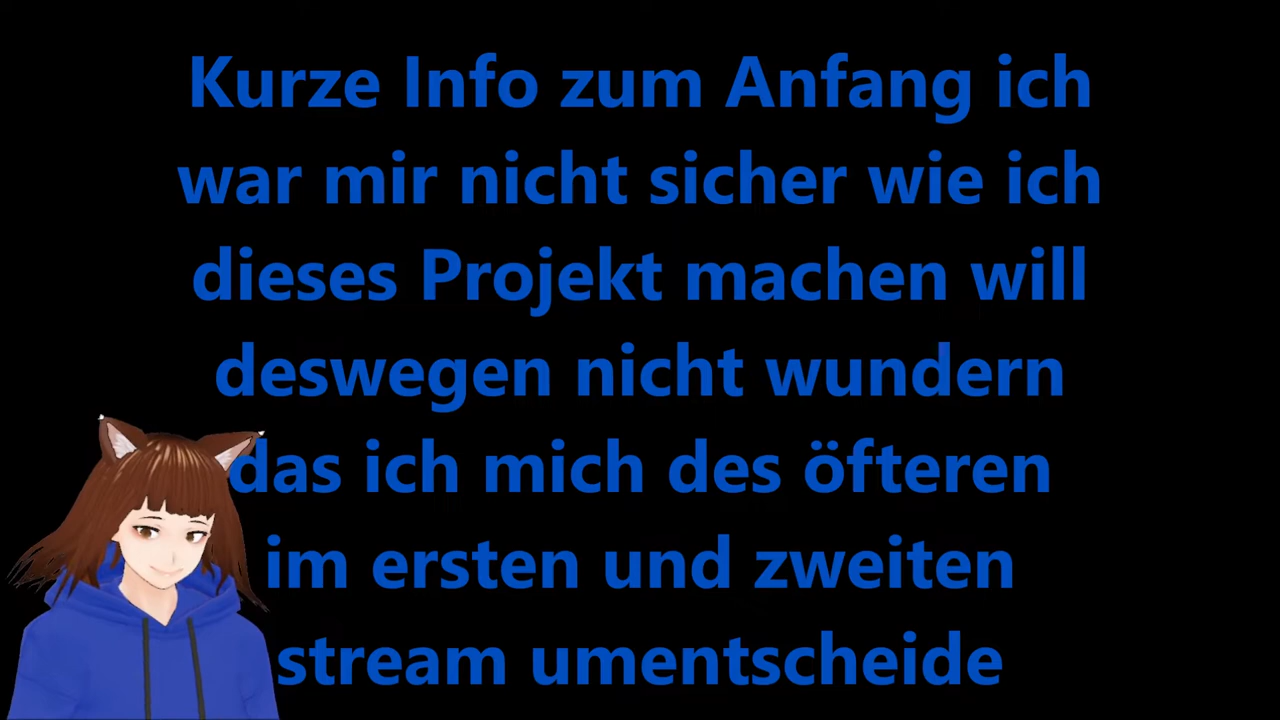 Kurze Info zum Anfang ich
war mir nicht sicher wie ich
dieses Projekt machen will
deswegen nicht wundern
das ich mich des öfteren
im ersten und zweiten
stream umentscheide